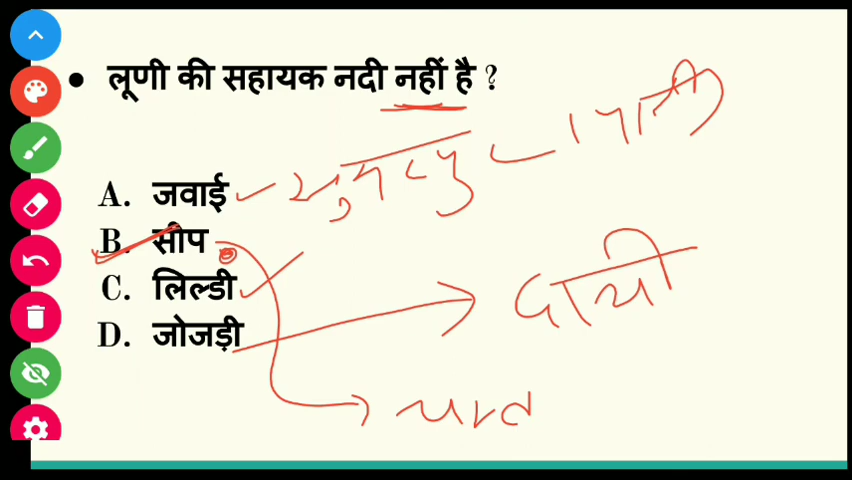 लूणी की सहायक नदी नहीं है ?
A. जवाई
B. सीप
C. लिल्डी
D. जोजड़ी
दायी